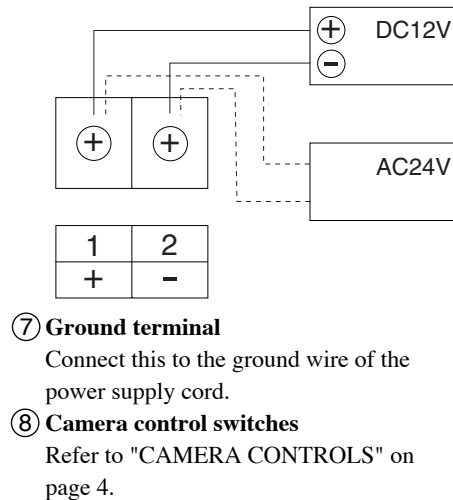 + DC12V
−
+ +
AC24V
1 2
+ −
⑦ Ground terminal
Connect this to the ground wire of the
power supply cord.
⑧ Camera control switches
Refer to "CAMERA CONTROLS" on
page 4.